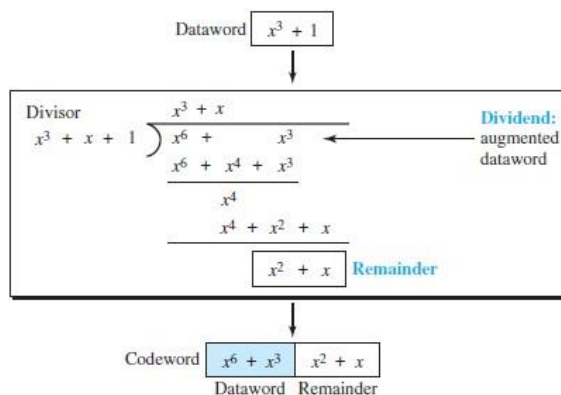 Dataword x³ + 1
Divisor
x³ + x
Dividend:
augmented
dataword
x³ + x + 1 ) x⁶ + x³
x⁶ + x⁴ + x³
x⁴
x⁴ + x² + x
x² + x Remainder
Codeword x⁶ + x³ x² + x
Dataword Remainder